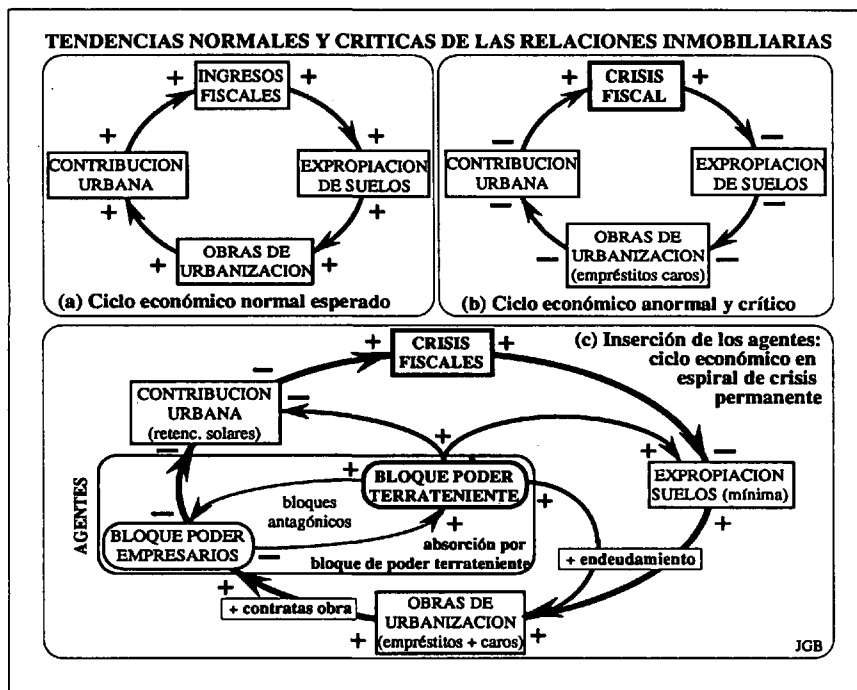 TENDENCIAS NORMALES Y CRITICAS DE LAS RELACIONES INMOBILIARIAS
+ INGRESOS +
FISCALES
+ +
CONTRIBUCION
URBANA
EXPROPIACION
DE SUELOS
+ +
OBRAS DE
+ URBANIZACION +
(a) Ciclo económico normal esperado
+ CRISIS +
FISCAL
− −
CONTRIBUCION
URBANA
EXPROPIACION
DE SUELOS
− −
OBRAS DE
− URBANIZACION −
(empréstitos caros)
(b) Ciclo económico anormal y crítico
(c) Inserción de los agentes:
ciclo económico en
espiral de crisis
permanente
+ CRISIS +
FISCALES
−
CONTRIBUCION −
URBANA
(retenc. solares)
−
+ −
EXPROPIACION
SUELOS (mínima)
+
AGENTES
+
+ BLOQUE PODER
TERRATENIENTE +
+
bloques
antagónicos
−
BLOQUE PODER
EMPRESARIOS −
+
absorción por
bloque de poder terrateniente
+ endeudamiento
+ contratas obra
+
OBRAS DE
URBANIZACION
+ (empréstitos + caros) +
JGB